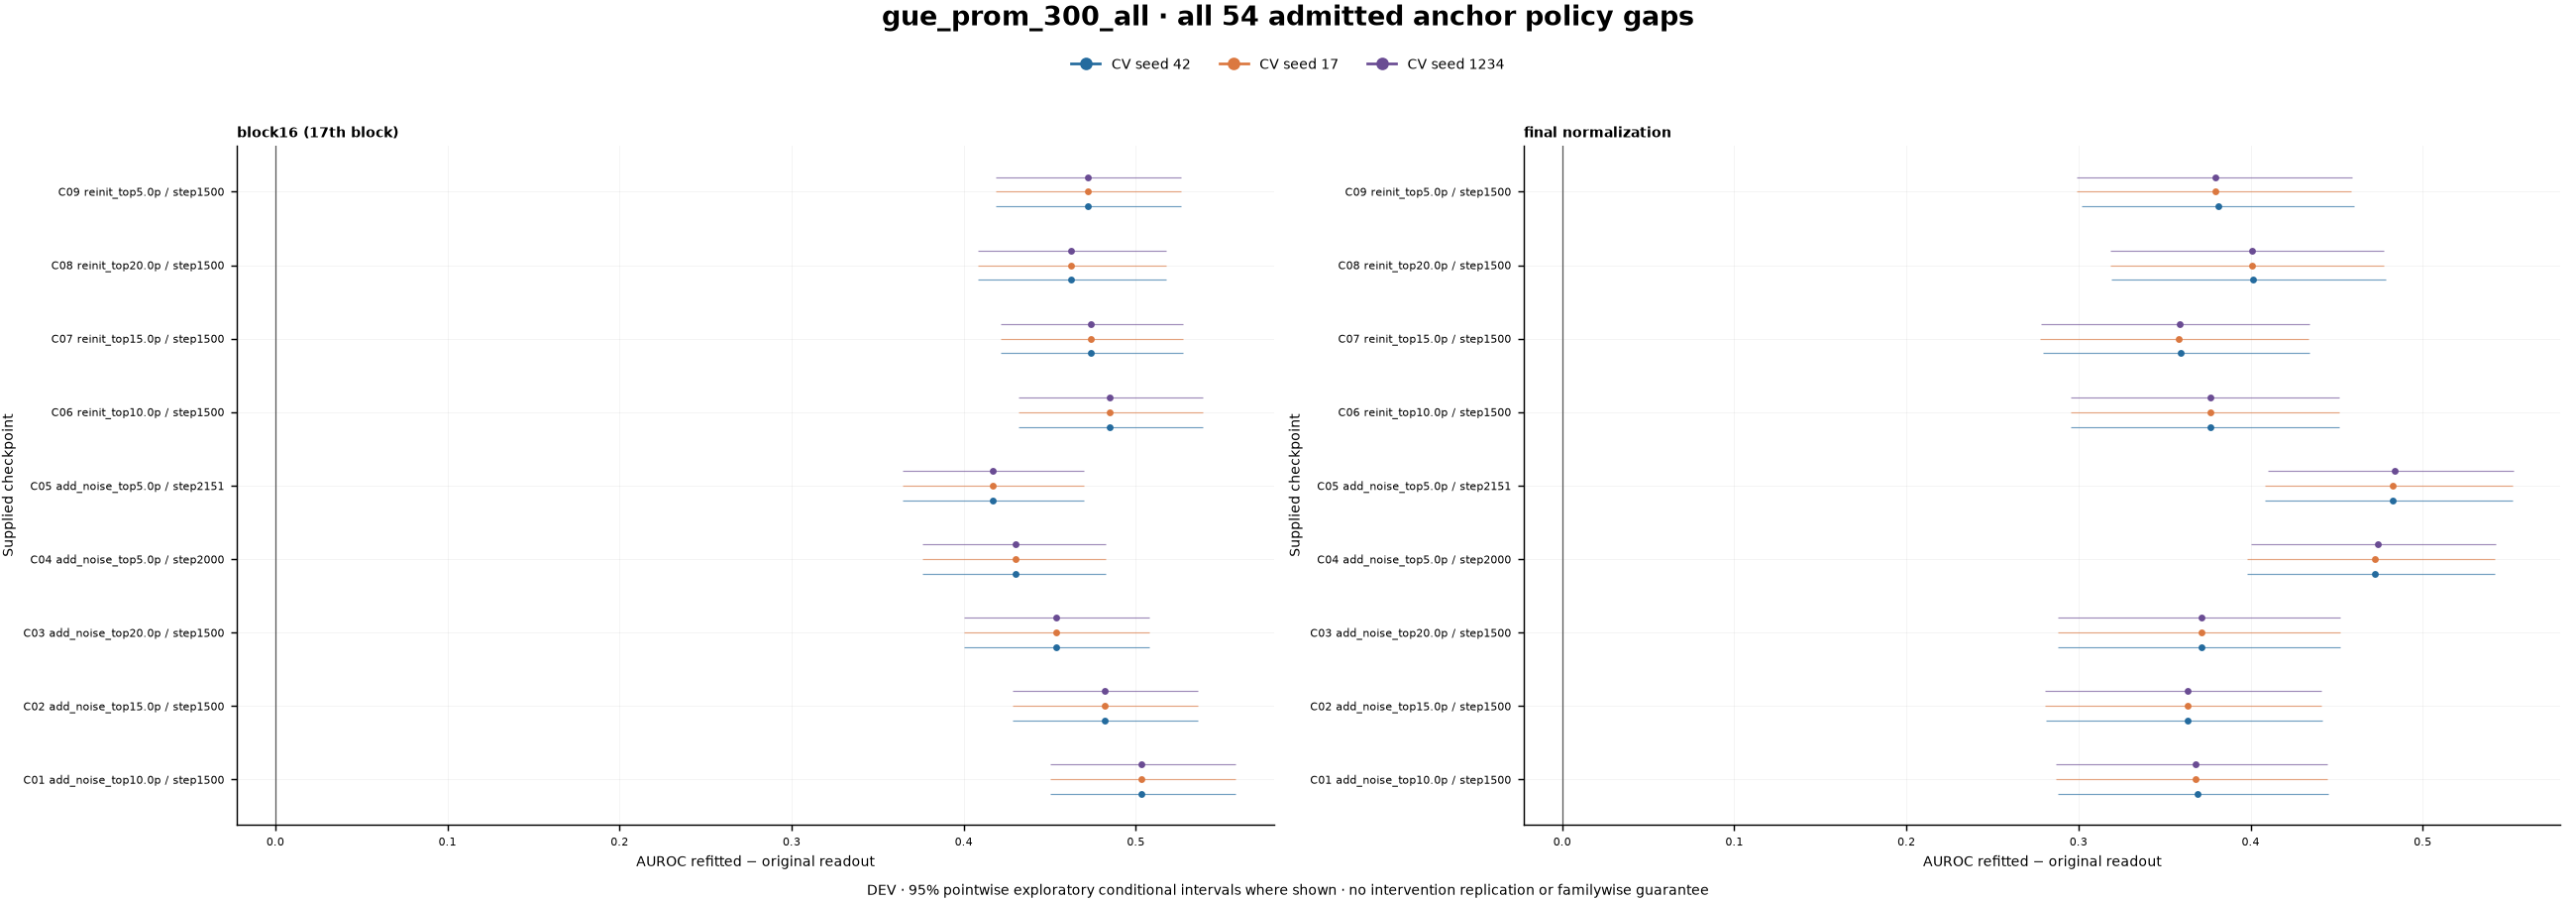 gue_prom_300_all · all 54 admitted anchor policy gaps
CV seed 42
CV seed 17
CV seed 1234
block16 (17th block)
Supplied checkpoint
C09 reinit_top5.0p / step1500
C08 reinit_top20.0p / step1500
C07 reinit_top15.0p / step1500
C06 reinit_top10.0p / step1500
C05 add_noise_top5.0p / step2151
C04 add_noise_top5.0p / step2000
C03 add_noise_top20.0p / step1500
C02 add_noise_top15.0p / step1500
C01 add_noise_top10.0p / step1500
0.0 0.1 0.2 0.3 0.4 0.5
AUROC refitted − original readout
final normalization
Supplied checkpoint
C09 reinit_top5.0p / step1500
C08 reinit_top20.0p / step1500
C07 reinit_top15.0p / step1500
C06 reinit_top10.0p / step1500
C05 add_noise_top5.0p / step2151
C04 add_noise_top5.0p / step2000
C03 add_noise_top20.0p / step1500
C02 add_noise_top15.0p / step1500
C01 add_noise_top10.0p / step1500
0.0 0.1 0.2 0.3 0.4 0.5
AUROC refitted − original readout
DEV · 95% pointwise exploratory conditional intervals where shown · no intervention replication or familywise guarantee